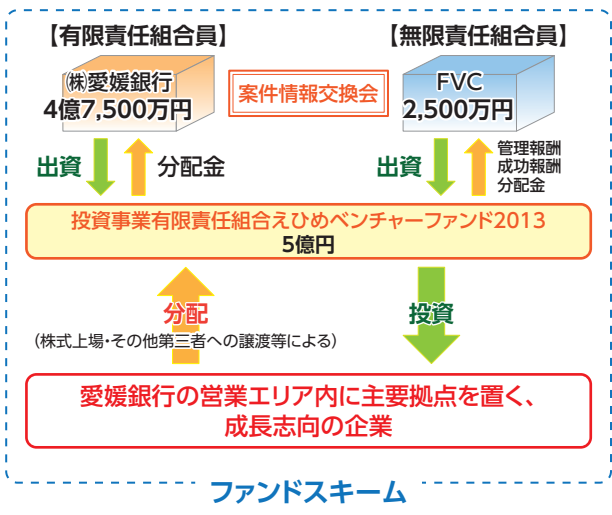 【有限責任組合員】
【無限責任組合員】
㈱愛媛銀行
4億7,500万円
案件情報交換会
FVC
2,500万円
出資
分配金
出資
管理報酬
成功報酬
分配金
投資事業有限責任組合えひめベンチャーファンド2013
5億円
分配
(株式上場・その他第三者への譲渡等による)
投資
愛媛銀行の営業エリア内に主要拠点を置く、
成長志向の企業
ファンドスキーム